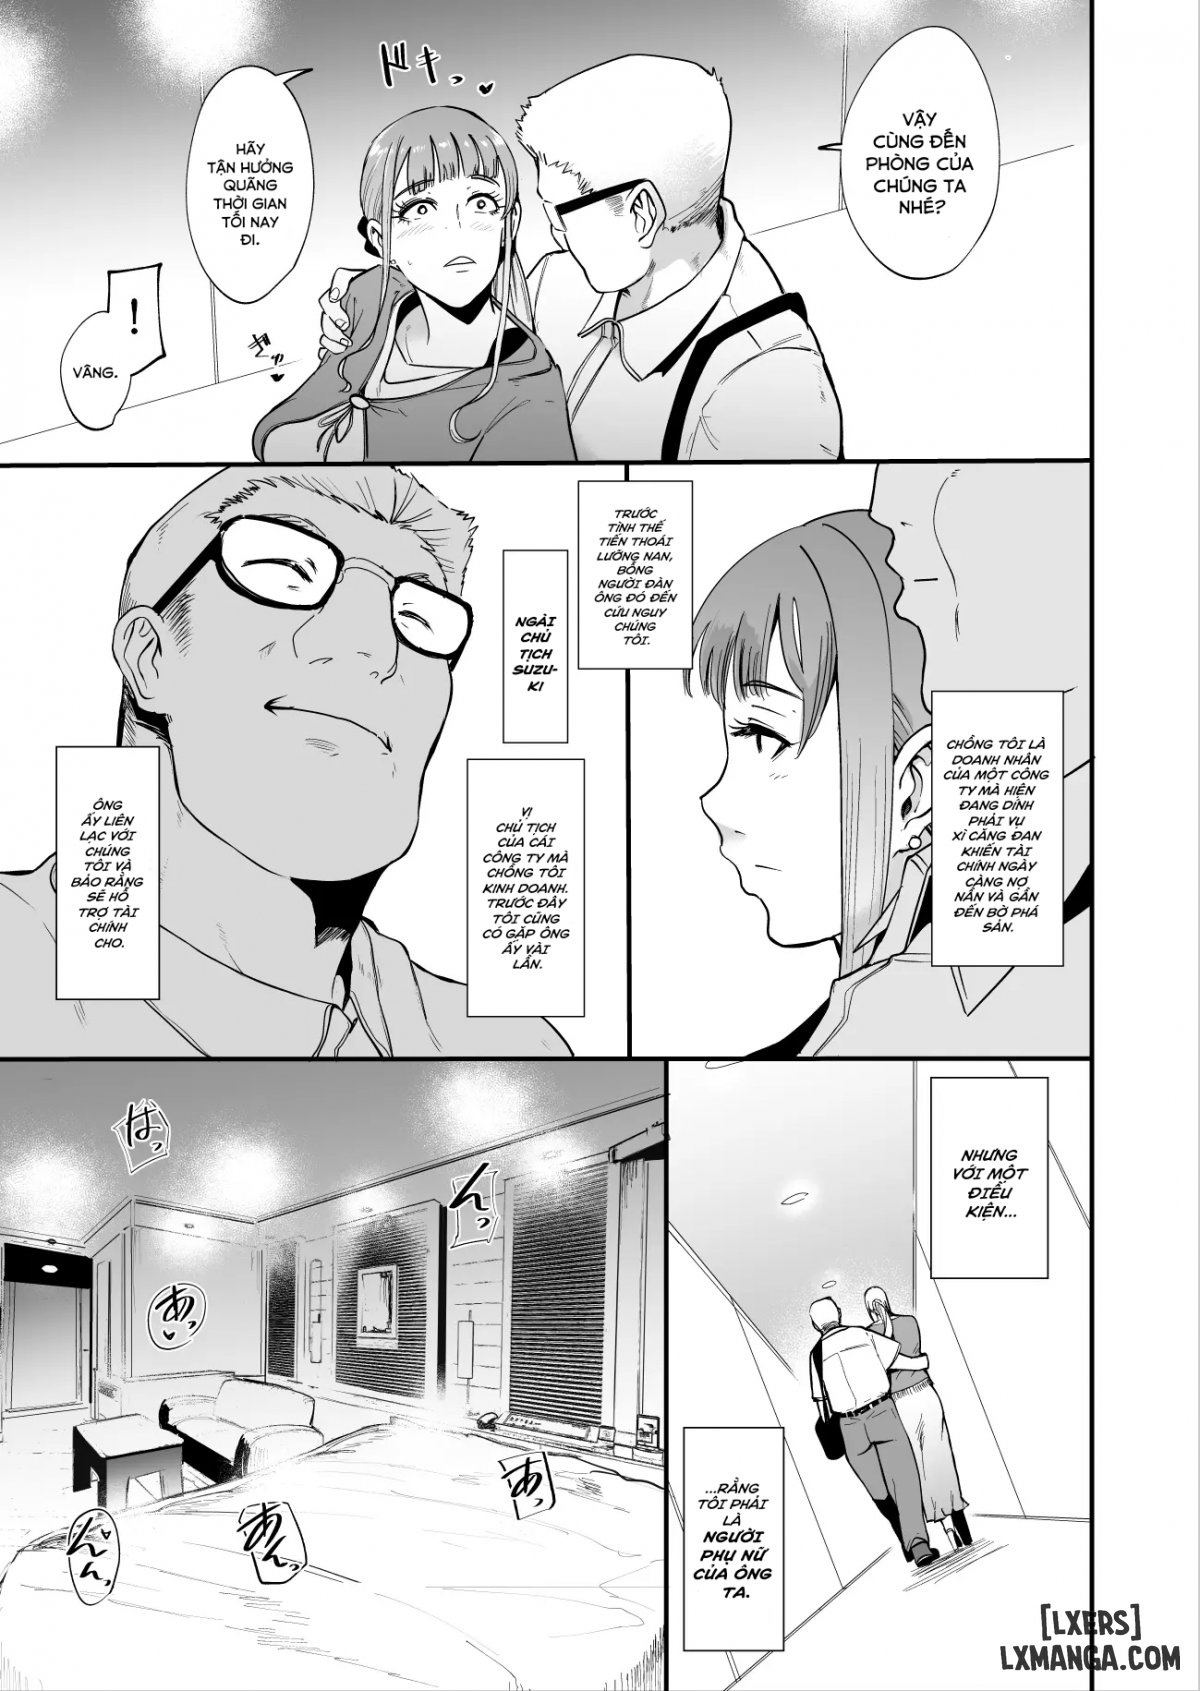 ドキッ
VẬY
CÙNG ĐẾN
PHÒNG CỦA
CHÚNG TA
NHÉ?
HÃY
TẬN HƯỞNG
QUÃNG
THỜI GIAN
TỐI NAY
ĐI.
ぎゅっ
!
VÂNG.
CHỒNG TÔI LÀ
DOANH NHÂN
CỦA MỘT CÔNG
TY MÀ HIỆN
ĐANG DÍNH
PHẢI VỤ
XÌ CĂNG ĐAN
KHIẾN TÀI
CHÍNH NGÀY
CÀNG NỢ
NẦN VÀ GẦN
ĐẾN BỜ PHÁ
SẢN.
TRƯỚC
TÌNH THẾ
TIẾN THOÁI
LƯỠNG NAN,
BỖNG
NGƯỜI ĐÀN
ÔNG ĐÓ ĐẾN
CỨU NGUY
CHÚNG
TÔI.
NGÀI
CHỦ
TỊCH
SUZU-
KI
VỊ
CHỦ TỊCH
CỦA CÁI
CÔNG TY MÀ
CHỒNG TÔI
KINH DOANH.
TRƯỚC ĐÂY
TÔI CŨNG
CÓ GẶP ÔNG
ẤY VÀI
LẦN.
ÔNG
ẤY LIÊN
LẠC VỚI
CHÚNG
TÔI VÀ
BẢO RẰNG
SẼ HỖ
TRỢ TÀI
CHÍNH
CHO.
NHƯNG
VỚI MỘT
ĐIỀU
KIỆN...
...RẰNG
TÔI PHẢI
LÀ
NGƯỜI
PHỤ NỮ
CỦA ÔNG
TA.
はっ
んっ
あっ
あっ
あんっ
んんっ
[LXERS]
LXMANGA.COM